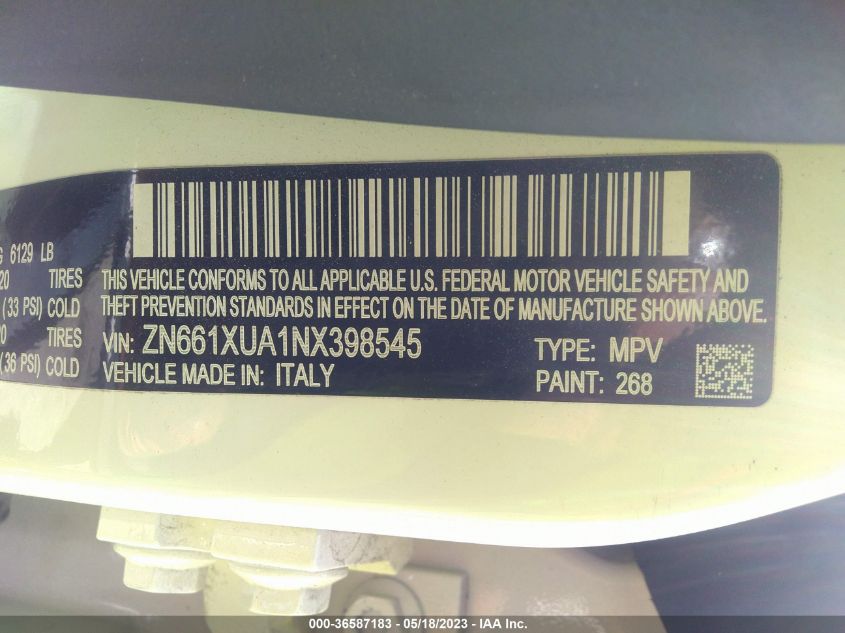 G 6129 LB
20 TIRES
(33 PSI) COLD
0 TIRES
(36 PSI) COLD
THIS VEHICLE CONFORMS TO ALL APPLICABLE U.S. FEDERAL MOTOR VEHICLE SAFETY AND
THEFT PREVENTION STANDARDS IN EFFECT ON THE DATE OF MANUFACTURE SHOWN ABOVE.
VIN: ZN661XUA1NX398545
TYPE: MPV
VEHICLE MADE IN: ITALY
PAINT: 268
000-36587183 - 05/18/2023 - © IAA Inc.